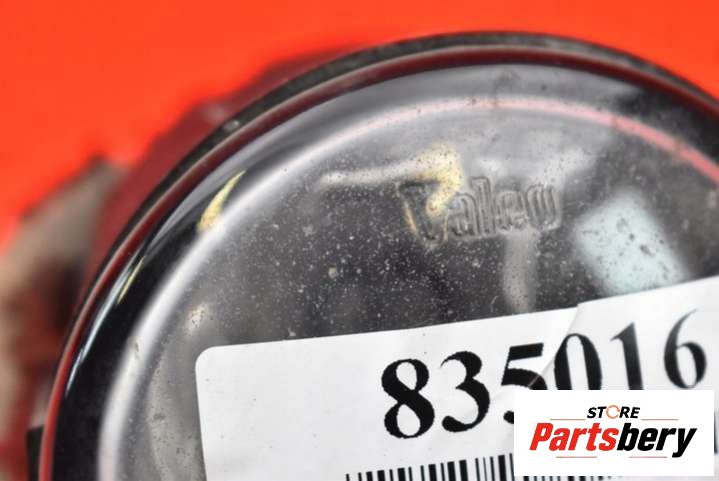 Valeo
835016
STORE
Partsbery